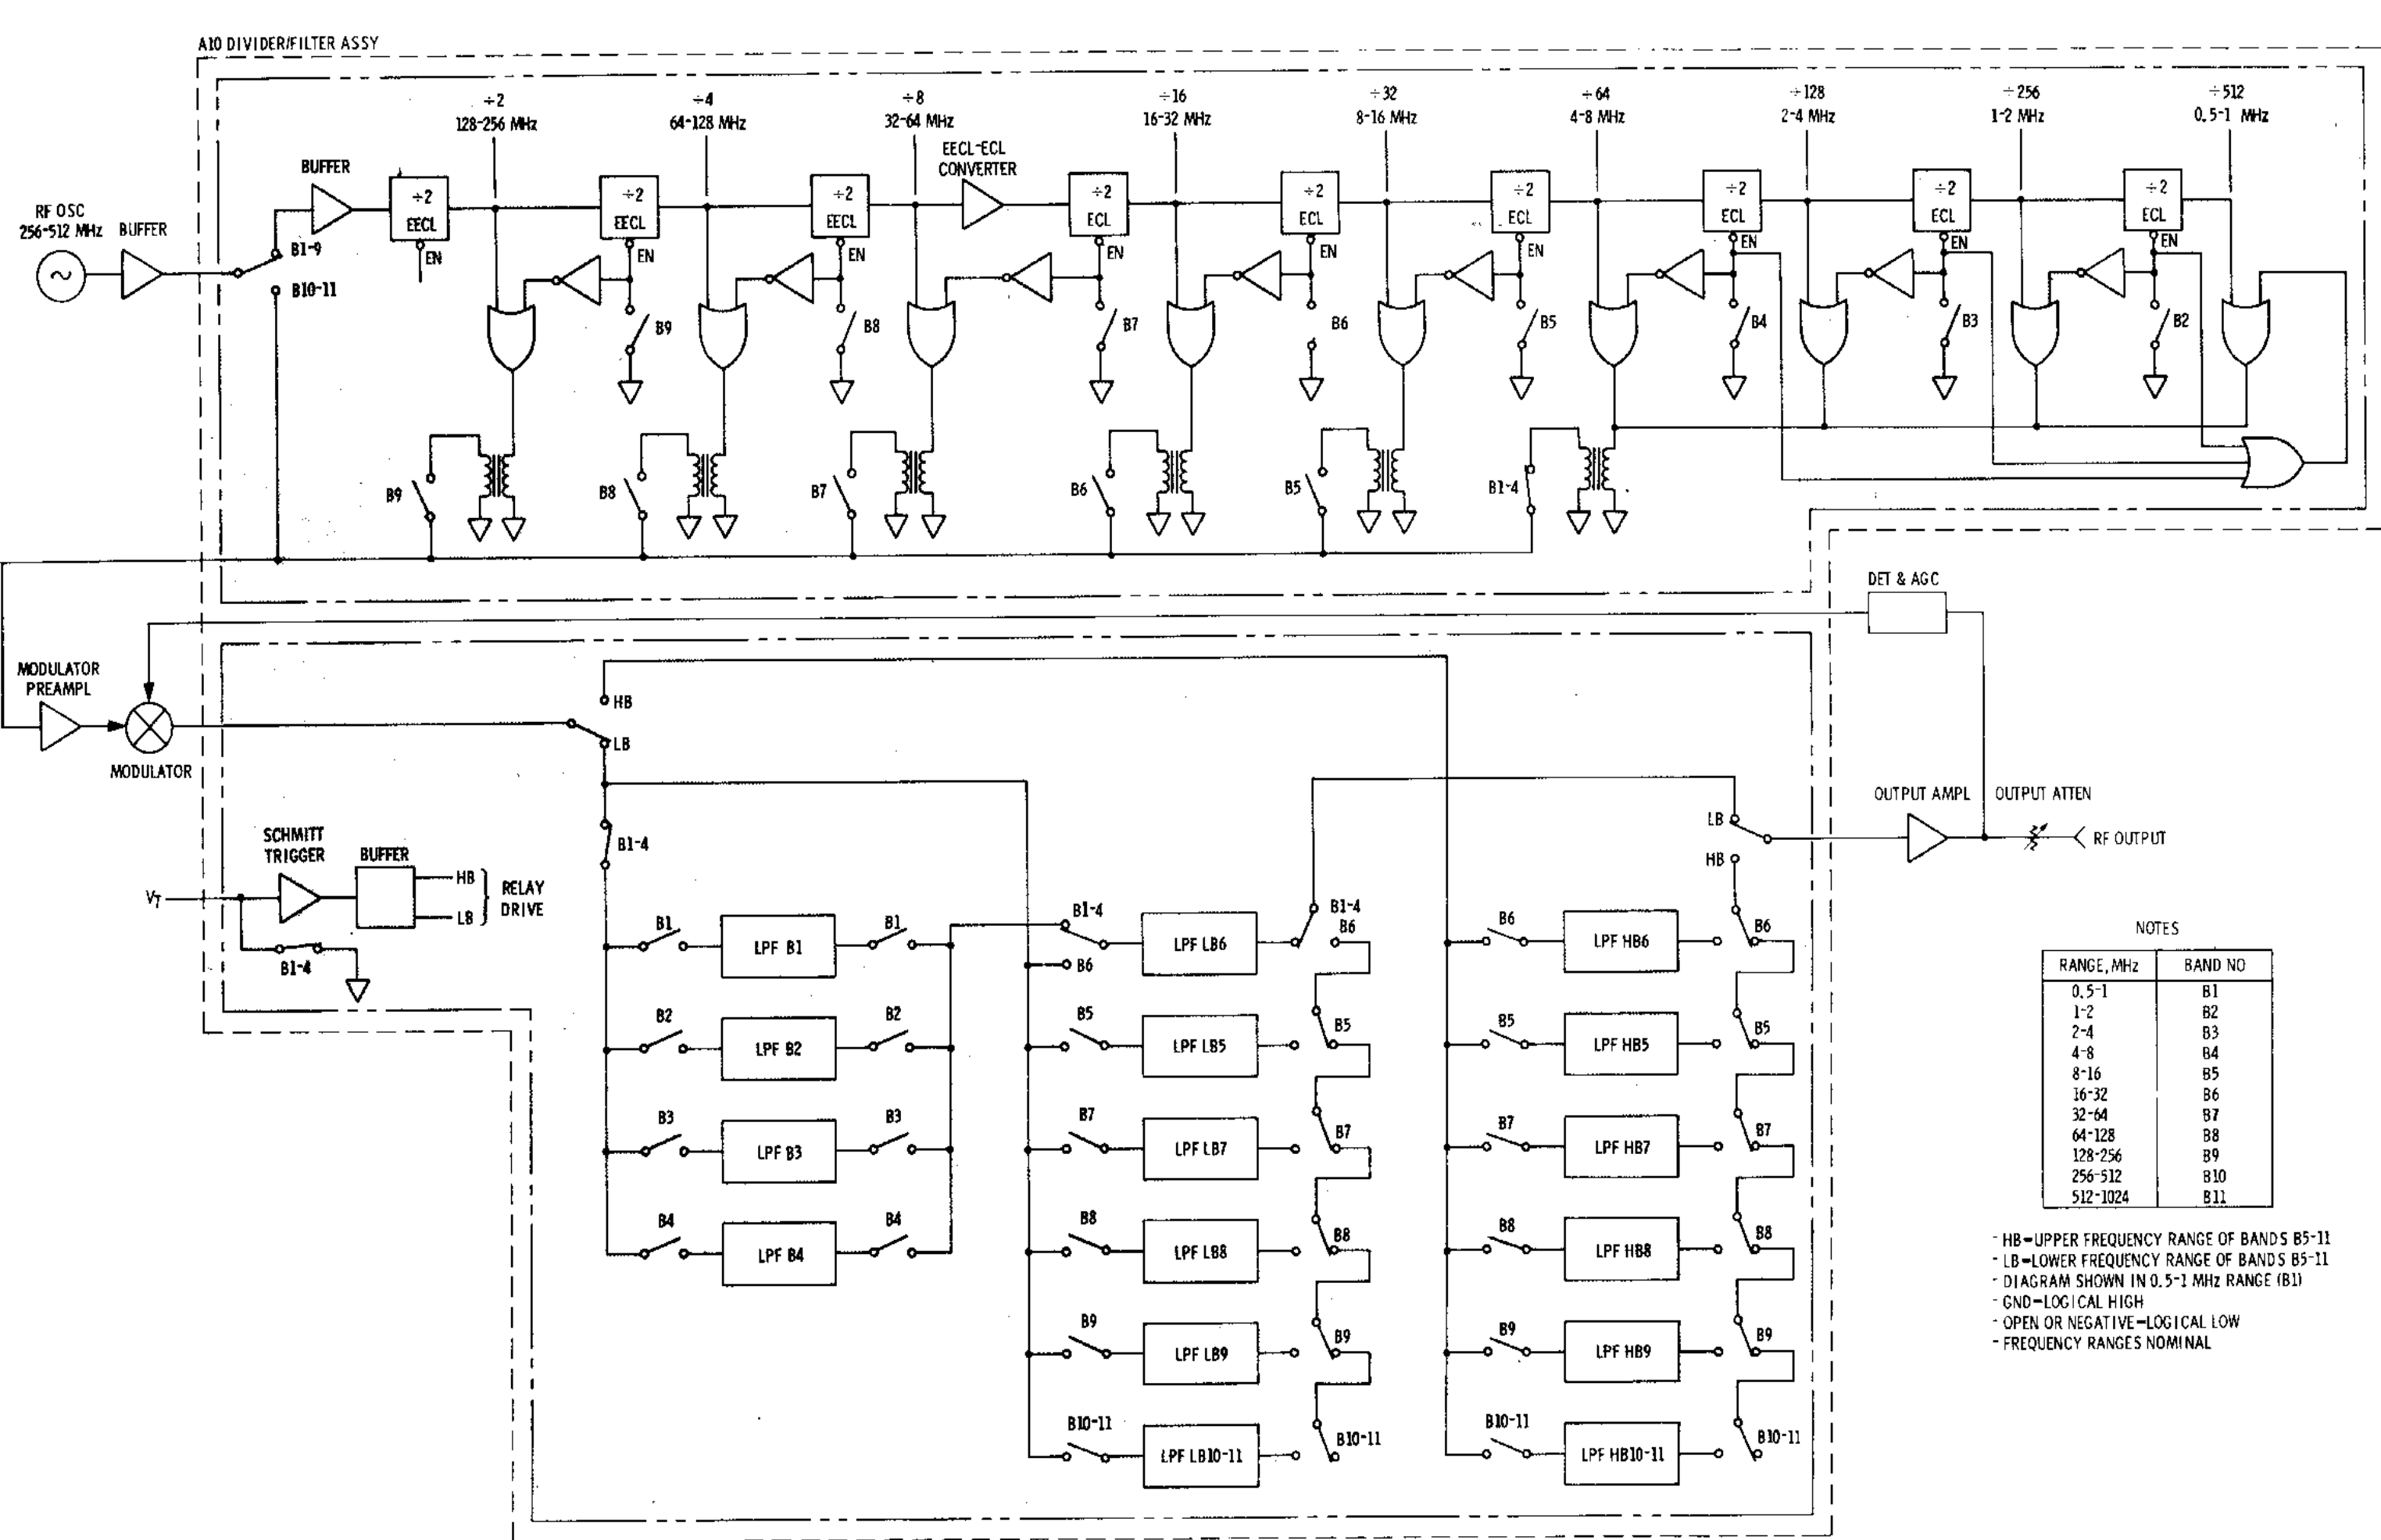 A10 DIVIDER/FILTER ASSY
÷2
128-256 MHz
÷4
64-128 MHz
÷8
32-64 MHz
÷16
16-32 MHz
÷32
8-16 MHz
÷64
4-8 MHz
÷128
2-4 MHz
÷256
1-2 MHz
÷512
0.5-1 MHz
RF OSC
256-512 MHz
BUFFER
BUFFER
EECL-ECL
CONVERTER
÷2
EECL
÷2
EECL
÷2
EECL
÷2
ECL
÷2
ECL
÷2
ECL
÷2
ECL
÷2
ECL
÷2
ECL
EN
EN
EN
EN
EN
EN
EN
EN
EN
B1-9
B10-11
B9
B8
B7
B6
B5
B4
B3
B2
B9
B8
B7
B6
B5
B1-4
DET & AGC
MODULATOR
PREAMPL
MODULATOR
HB
LB
B1-4
SCHMITT
TRIGGER
BUFFER
VT
HB
LB
RELAY
DRIVE
B1-4
B1
LPF B1
B1
B2
LPF B2
B2
B3
LPF B3
B3
B4
LPF B4
B4
B1-4
B6
LPF LB6
B1-4
B6
B5
LPF LB5
B5
B7
LPF LB7
B7
B8
LPF LB8
B8
B9
LPF LB9
B9
B10-11
LPF LB10-11
B10-11
B6
LPF HB6
B6
B5
LPF HB5
B5
B7
LPF HB7
B7
B8
LPF HB8
B8
B9
LPF HB9
B9
B10-11
LPF HB10-11
B10-11
LB
HB
OUTPUT AMPL
OUTPUT ATTEN
RF OUTPUT
NOTES
RANGE, MHz BAND NO
0.5-1 B1
1-2 B2
2-4 B3
4-8 B4
8-16 B5
16-32 B6
32-64 B7
64-128 B8
128-256 B9
256-512 B10
512-1024 B11
- HB=UPPER FREQUENCY RANGE OF BANDS B5-11
- LB=LOWER FREQUENCY RANGE OF BANDS B5-11
- DIAGRAM SHOWN IN 0.5-1 MHz RANGE (B1)
- GND=LOGICAL HIGH
- OPEN OR NEGATIVE=LOGICAL LOW
- FREQUENCY RANGES NOMINAL